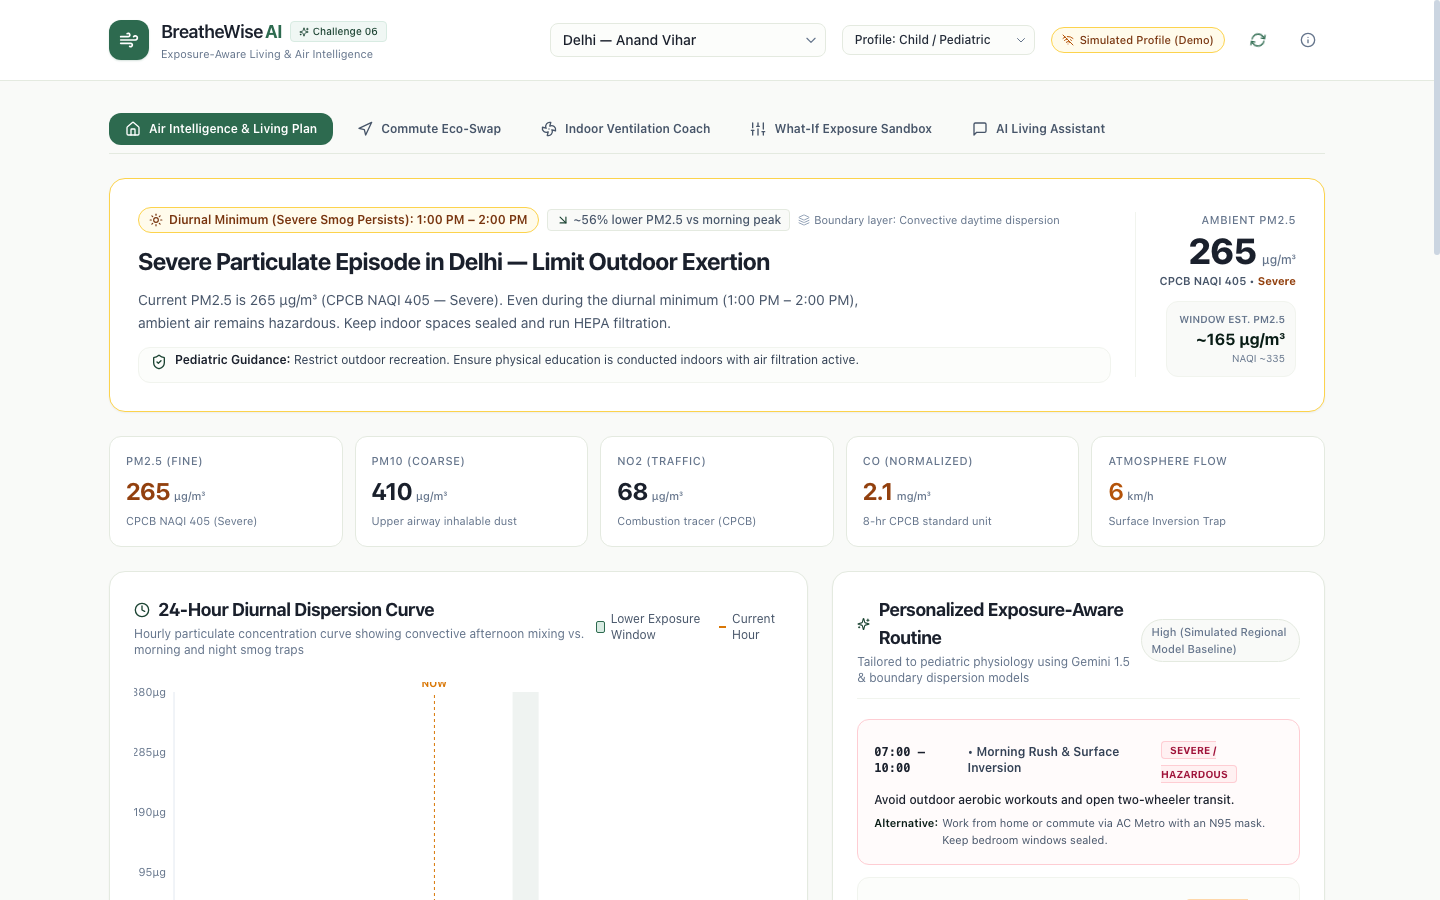 BreatheWise AI
Challenge 06
Exposure-Aware Living & Air Intelligence
Delhi — Anand Vihar
Profile: Child / Pediatric
Simulated Profile (Demo)
Air Intelligence & Living Plan
Commute Eco-Swap
Indoor Ventilation Coach
What-If Exposure Sandbox
AI Living Assistant
Diurnal Minimum (Severe Smog Persists): 1:00 PM – 2:00 PM
~56% lower PM2.5 vs morning peak
Boundary layer: Convective daytime dispersion
Severe Particulate Episode in Delhi — Limit Outdoor Exertion
Current PM2.5 is 265 µg/m³ (CPCB NAQI 405 — Severe). Even during the diurnal minimum (1:00 PM – 2:00 PM),
ambient air remains hazardous. Keep indoor spaces sealed and run HEPA filtration.
Pediatric Guidance: Restrict outdoor recreation. Ensure physical education is conducted indoors with air filtration active.
AMBIENT PM2.5
265 µg/m³
CPCB NAQI 405 • Severe
WINDOW EST. PM2.5
~165 µg/m³
NAQI ~335
PM2.5 (FINE)
265 µg/m³
CPCB NAQI 405 (Severe)
PM10 (COARSE)
410 µg/m³
Upper airway inhalable dust
NO2 (TRAFFIC)
68 µg/m³
Combustion tracer (CPCB)
CO (NORMALIZED)
2.1 mg/m³
8-hr CPCB standard unit
ATMOSPHERE FLOW
6 km/h
Surface Inversion Trap
24-Hour Diurnal Dispersion Curve
Hourly particulate concentration curve showing convective afternoon mixing vs.
morning and night smog traps
Lower Exposure
Window
Current
Hour
NOW
380µg
285µg
190µg
95µg
Personalized Exposure-Aware
Routine
Tailored to pediatric physiology using Gemini 1.5
& boundary dispersion models
High (Simulated Regional
Model Baseline)
07:00 –
10:00
• Morning Rush & Surface
Inversion
SEVERE /
HAZARDOUS
Avoid outdoor aerobic workouts and open two-wheeler transit.
Alternative: Work from home or commute via AC Metro with an N95 mask.
Keep bedroom windows sealed.